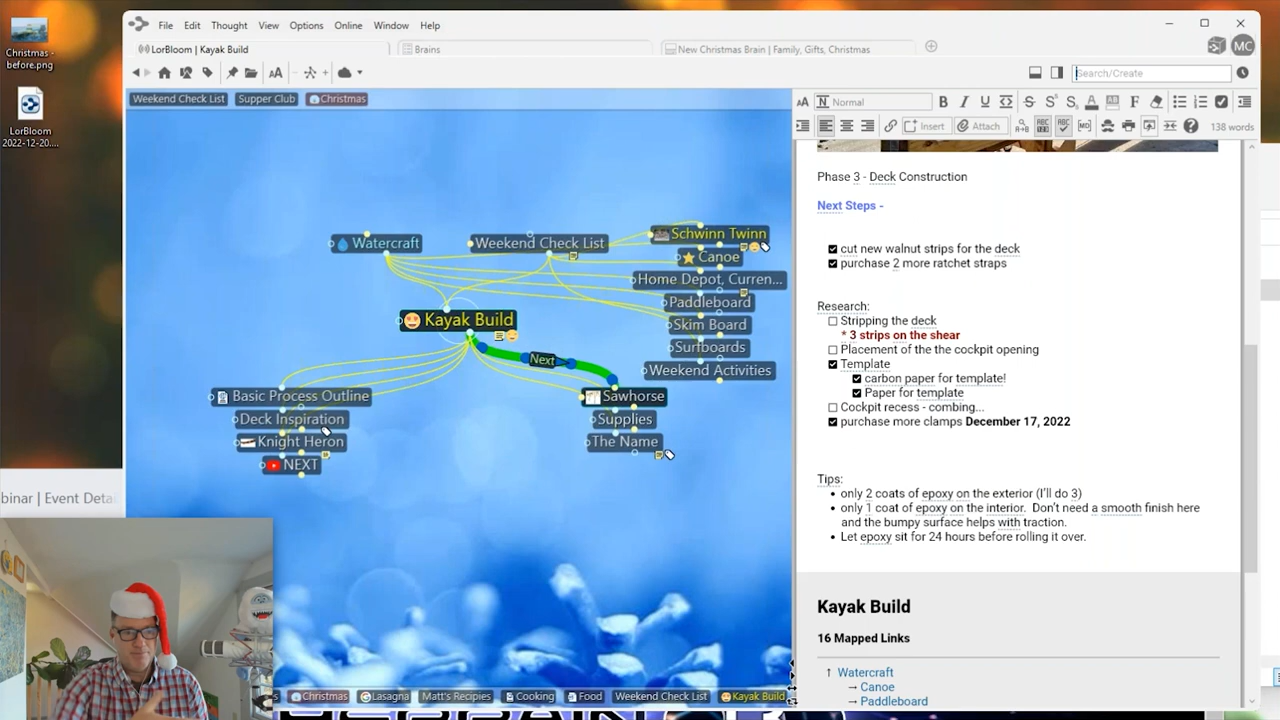 Christmas - before.png
LorBloom 2022-12-20....
File Edit Thought View Options Online Window Help
LorBloom | Kayak Build
Brains
New Christmas Brain | Family, Gifts, Christmas
MC
Search/Create
Weekend Check List
Supper Club
Christmas
Normal
Insert
Attach
138 words
Watercraft
Weekend Check List
Schwinn Twinn
Canoe
Home Depot, Curren...
Paddleboard
Skim Board
Surfboards
Weekend Activities
Kayak Build
Next
Basic Process Outline
Deck Inspiration
Knight Heron
NEXT
Sawhorse
Supplies
The Name
Phase 3 - Deck Construction
Next Steps -
cut new walnut strips for the deck
purchase 2 more ratchet straps
Research:
Stripping the deck
* 3 strips on the shear
Placement of the the cockpit opening
Template
carbon paper for template!
Paper for template
Cockpit recess - combing...
purchase more clamps December 17, 2022
Tips:
• only 2 coats of epoxy on the exterior (I'll do 3)
• only 1 coat of epoxy on the interior. Don't need a smooth finish here
and the bumpy surface helps with traction.
• Let epoxy sit for 24 hours before rolling it over.
Kayak Build
16 Mapped Links
↑ Watercraft
→ Canoe
→ Paddleboard
binar | Event Detai
Christmas
Lasagna
Matt's Recipies
Cooking
Food
Weekend Check List
Kayak Build